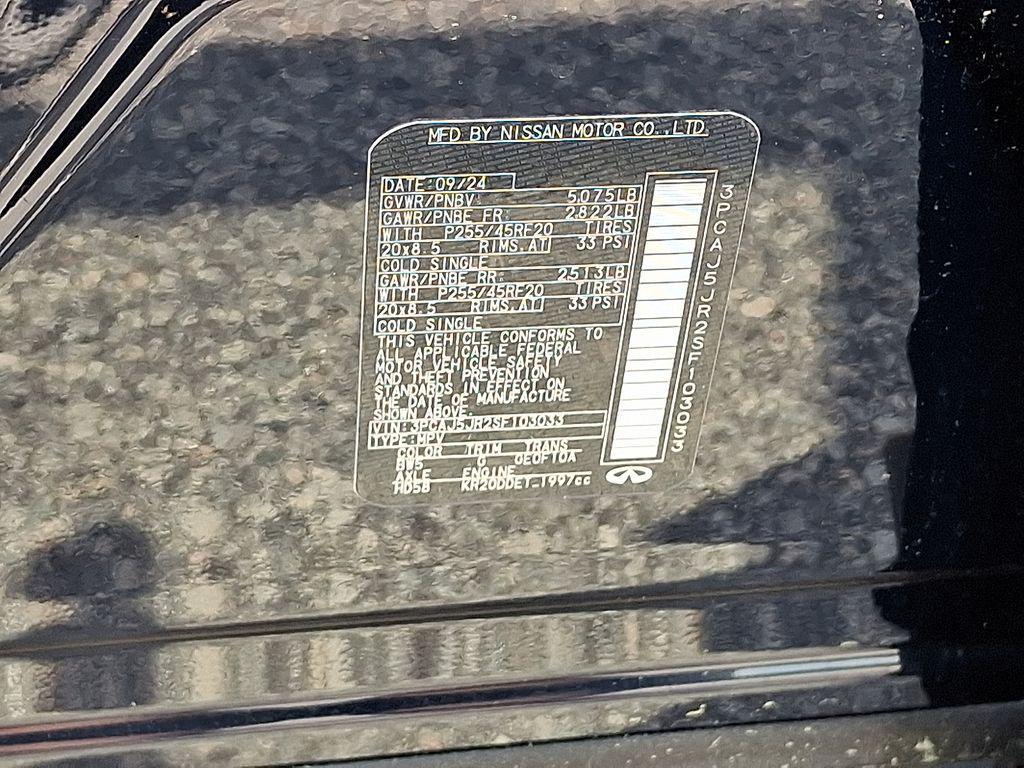 MFD BY NISSAN MOTOR CO.,LTD.
DATE:09/24
GVWR/PNBV: 5075LB
GAWR/PNBE FR: 2822LB
WITH P255/45RF20 TIRES
20x8.5 RIMS,AT 33 PSI
COLD SINGLE
GAWR/PNBE RR: 2513LB
WITH P255/45RF20 TIRES
20x8.5 RIMS,AT 33 PSI
COLD SINGLE
THIS VEHICLE CONFORMS TO
ALL APPLICABLE FEDERAL
MOTOR VEHICLE SAFETY
AND THEFT PREVENTION
STANDARDS IN EFFECT ON
THE DATE OF MANUFACTURE
SHOWN ABOVE.
VIN:3PCAJ5JR2SF103033
TYPE:MPV
COLOR TRIM TRANS
BW5 G GEOF10A
AXLE ENGINE
HD58 KR20DDET 1997cc
3PCAJ5JR2SF103033